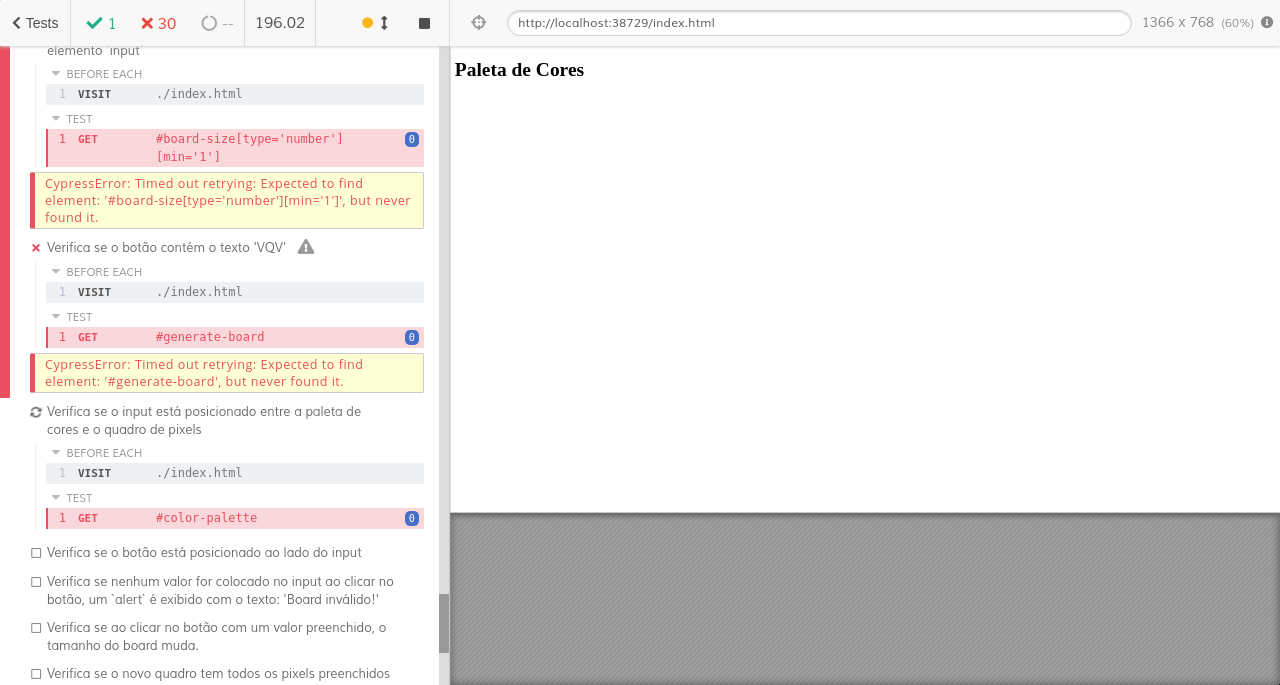 Tests 1 30 -- 196.02 http://localhost:38729/index.html 1366 x 768 (60%)
elemento `input`
BEFORE EACH
1 VISIT ./index.html
TEST
1 GET #board-size[type='number'] 0
[min='1']
CypressError: Timed out retrying: Expected to find
element: '#board-size[type='number'][min='1']', but never
found it.
Verifica se o botão contém o texto 'VQV'
BEFORE EACH
1 VISIT ./index.html
TEST
1 GET #generate-board 0
CypressError: Timed out retrying: Expected to find
element: '#generate-board', but never found it.
Verifica se o input está posicionado entre a paleta de
cores e o quadro de pixels
BEFORE EACH
1 VISIT ./index.html
TEST
1 GET #color-palette 0
Verifica se o botão está posicionado ao lado do input
Verifica se nenhum valor for colocado no input ao clicar no
botão, um `alert` é exibido com o texto: 'Board inválido!'
Verifica se ao clicar no botão com um valor preenchido, o
tamanho do board muda.
Verifica se o novo quadro tem todos os pixels preenchidos
Paleta de Cores